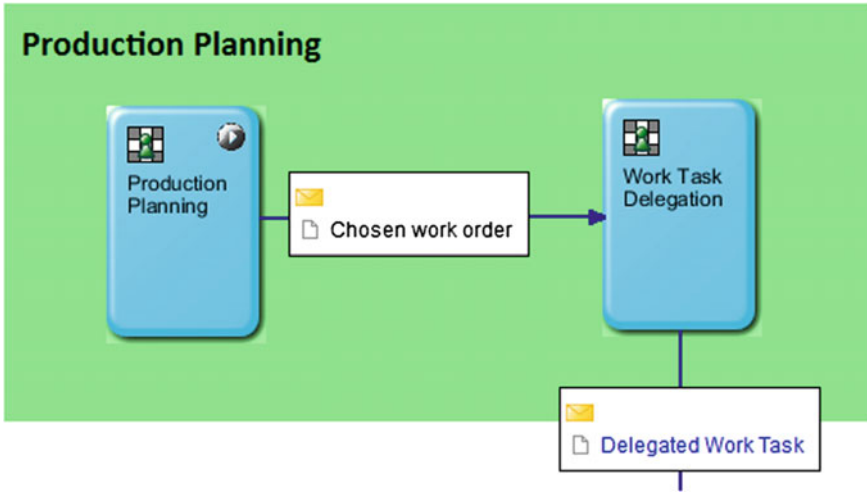 Production Planning
Production
Planning
Chosen work order
Work Task
Delegation
Delegated Work Task